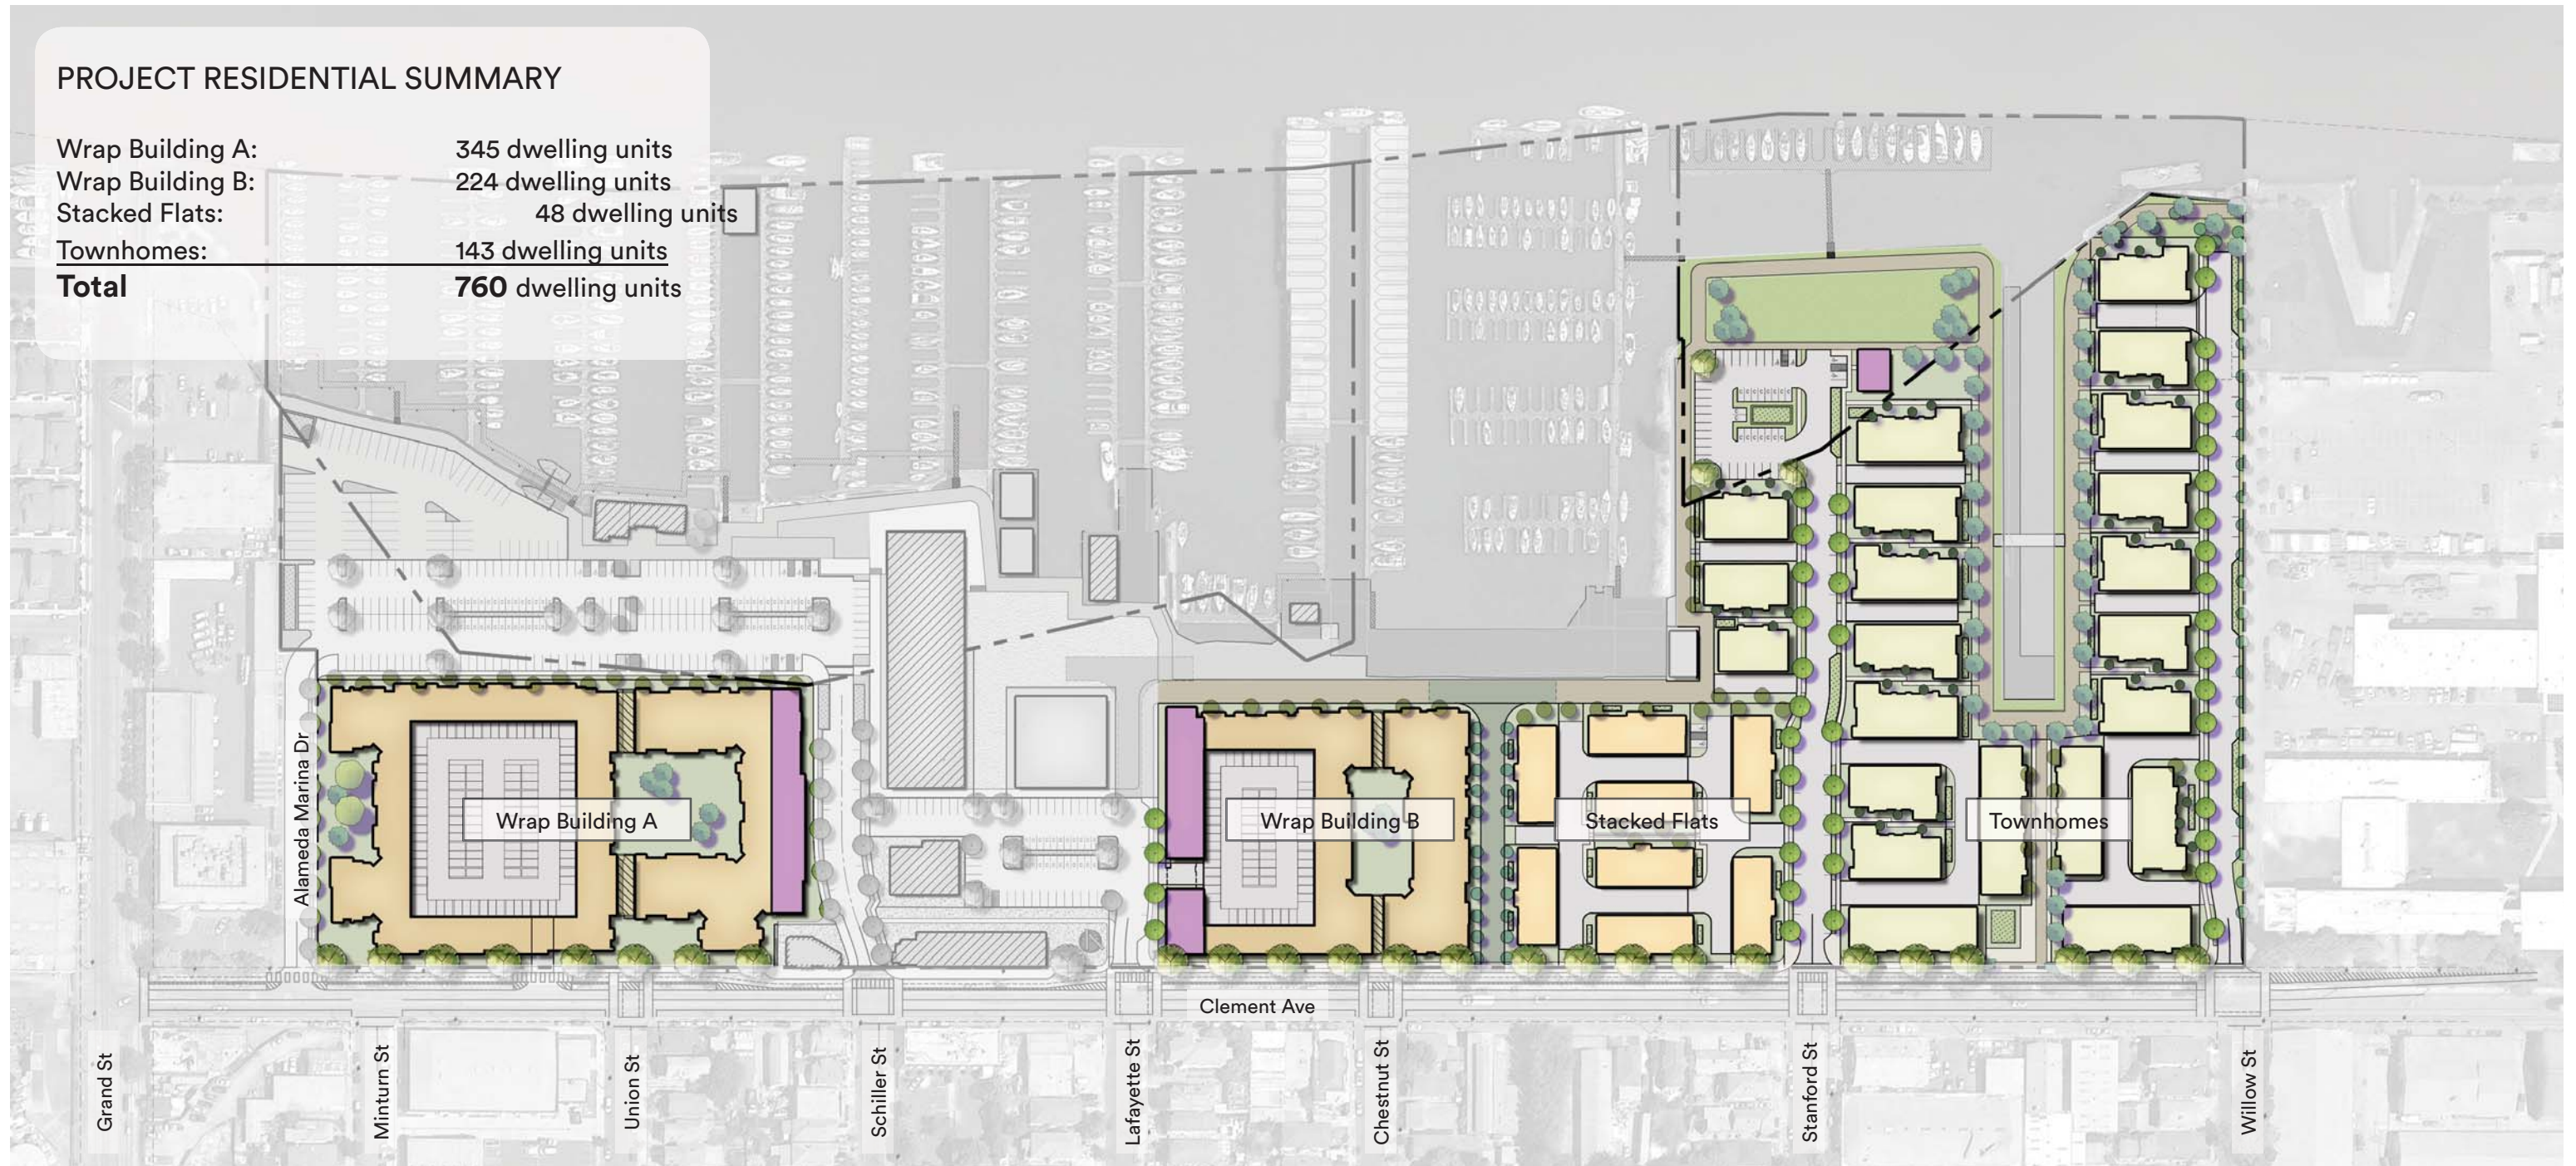 PROJECT RESIDENTIAL SUMMARY
Wrap Building A: 345 dwelling units
Wrap Building B: 224 dwelling units
Stacked Flats: 48 dwelling units
Townhomes: 143 dwelling units
Total 760 dwelling units
Alameda Marina Dr
Wrap Building A
Wrap Building B
Stacked Flats
Townhomes
Clement Ave
Grand St
Minturn St
Union St
Schiller St
Lafayette St
Chestnut St
Stanford St
Willow St